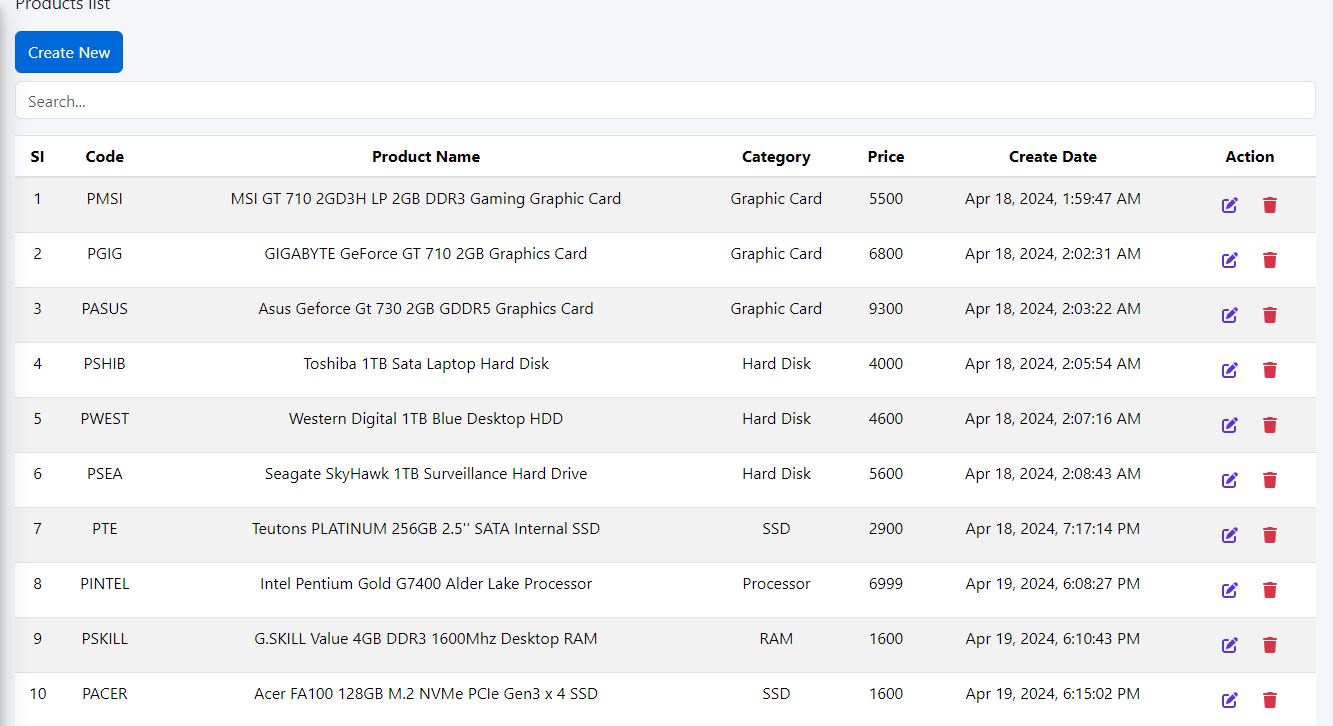 Products list
Create New
Search...
SI Code Product Name Category Price Create Date Action
1 PMSI MSI GT 710 2GD3H LP 2GB DDR3 Gaming Graphic Card Graphic Card 5500 Apr 18, 2024, 1:59:47 AM
2 PGIG GIGABYTE GeForce GT 710 2GB Graphics Card Graphic Card 6800 Apr 18, 2024, 2:02:31 AM
3 PASUS Asus Geforce Gt 730 2GB GDDR5 Graphics Card Graphic Card 9300 Apr 18, 2024, 2:03:22 AM
4 PSHIB Toshiba 1TB Sata Laptop Hard Disk Hard Disk 4000 Apr 18, 2024, 2:05:54 AM
5 PWEST Western Digital 1TB Blue Desktop HDD Hard Disk 4600 Apr 18, 2024, 2:07:16 AM
6 PSEA Seagate SkyHawk 1TB Surveillance Hard Drive Hard Disk 5600 Apr 18, 2024, 2:08:43 AM
7 PTE Teutons PLATINUM 256GB 2.5'' SATA Internal SSD SSD 2900 Apr 18, 2024, 7:17:14 PM
8 PINTEL Intel Pentium Gold G7400 Alder Lake Processor Processor 6999 Apr 19, 2024, 6:08:27 PM
9 PSKILL G.SKILL Value 4GB DDR3 1600Mhz Desktop RAM RAM 1600 Apr 19, 2024, 6:10:43 PM
10 PACER Acer FA100 128GB M.2 NVMe PCIe Gen3 x 4 SSD SSD 1600 Apr 19, 2024, 6:15:02 PM